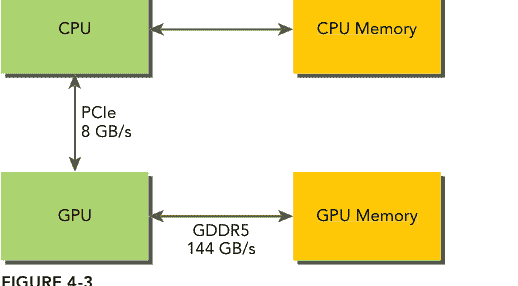 CPU
CPU Memory
PCIe
8 GB/s
GPU
GPU Memory
GDDR5
144 GB/s
FIGURE 4-3